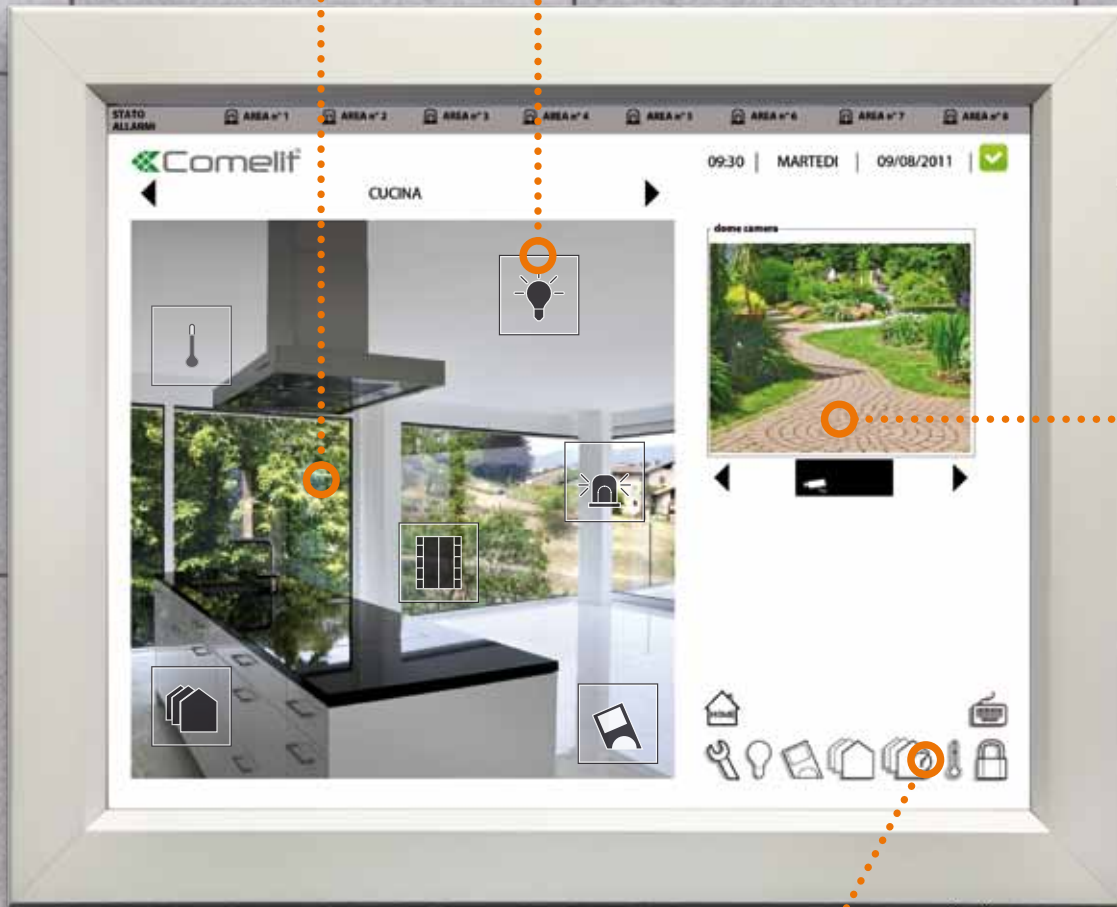 STATO ALLARMI
AREA n° 1 AREA n° 2 AREA n° 3 AREA n° 4 AREA n° 5 AREA n° 6 AREA n° 7 AREA n° 8
Comelit®
09:30 | MARTEDI | 09/08/2011 |
CUCINA
dome camera
HOME